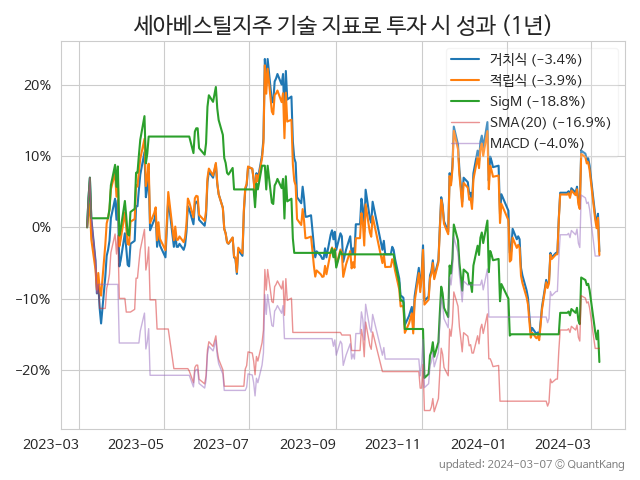 세아베스틸지주 기술 지표로 투자 시 성과 (1년)
거치식 (−3.4%)
적립식 (−3.9%)
SigM (−18.8%)
SMA(20) (−16.9%)
MACD (−4.0%)
20%
10%
0%
−10%
−20%
2023−03 2023−05 2023−07 2023−09 2023−11 2024−01 2024−03
updated: 2024-03-07 © QuantKang